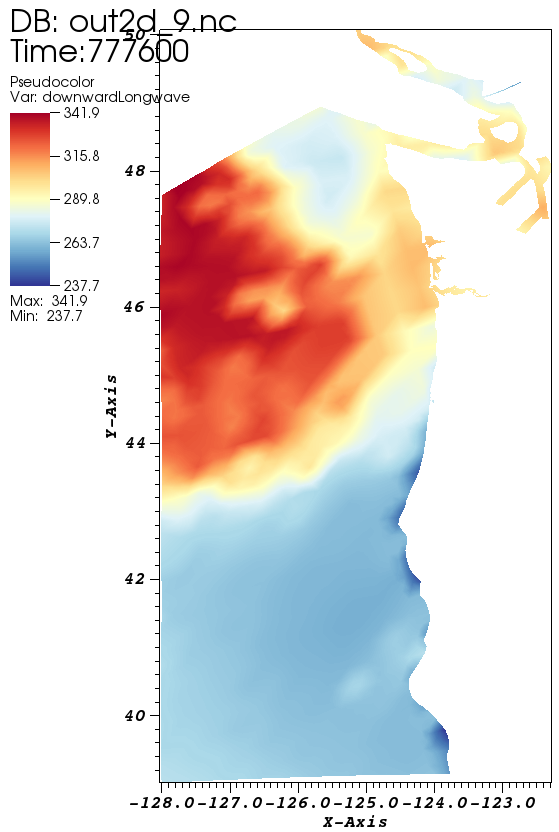 DB: out2d_9.nc
Time:777600
Pseudocolor
Var: downwardLongwave
341.9
315.8
289.8
263.7
237.7
Max: 341.9
Min: 237.7
50
48
46
44
42
40
Y-Axis
-128.0 -127.0 -126.0 -125.0 -124.0 -123.0
X-Axis